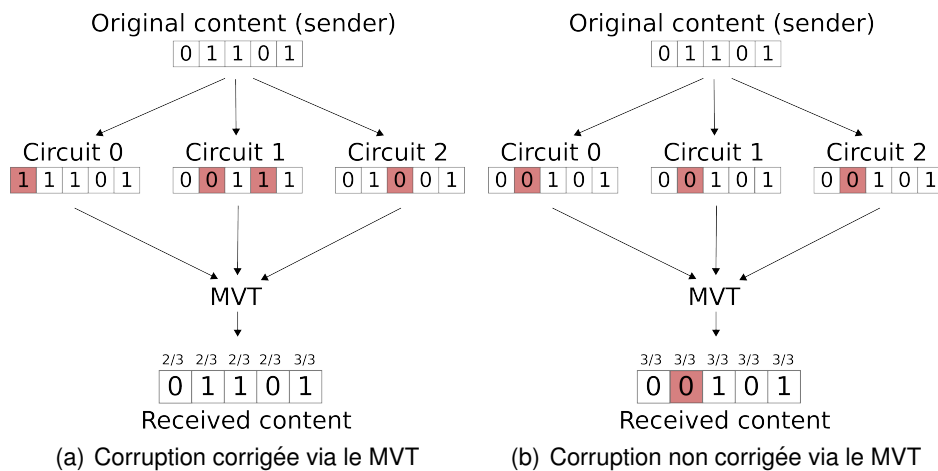 Original content (sender)
0 1 1 0 1
Circuit 0 Circuit 1 Circuit 2
1 1 1 0 1 0 0 1 1 1 0 1 0 0 1
MVT
2/3 2/3 2/3 2/3 3/3
0 1 1 0 1
Received content
(a) Corruption corrigée via le MVT
Original content (sender)
0 1 1 0 1
Circuit 0 Circuit 1 Circuit 2
0 0 1 0 1 0 0 1 0 1 0 0 1 0 1
MVT
3/3 3/3 3/3 3/3 3/3
0 0 1 0 1
Received content
(b) Corruption non corrigée via le MVT